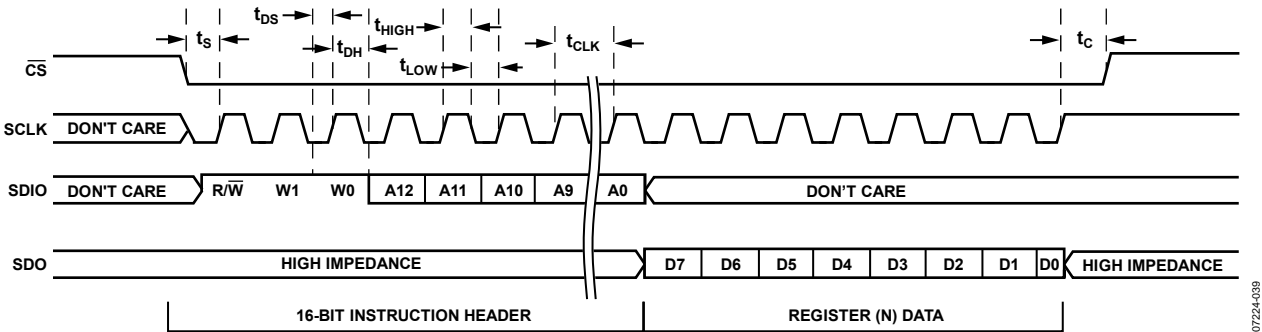 tDS
tHIGH
tS
tCLK
tC
tDH
tLOW
CS
SCLK DON'T CARE
SDIO DON'T CARE R/W W1 W0 A12 A11 A10 A9 A0 DON'T CARE
SDO HIGH IMPEDANCE D7 D6 D5 D4 D3 D2 D1 D0 HIGH IMPEDANCE
16-BIT INSTRUCTION HEADER REGISTER (N) DATA
07224-039